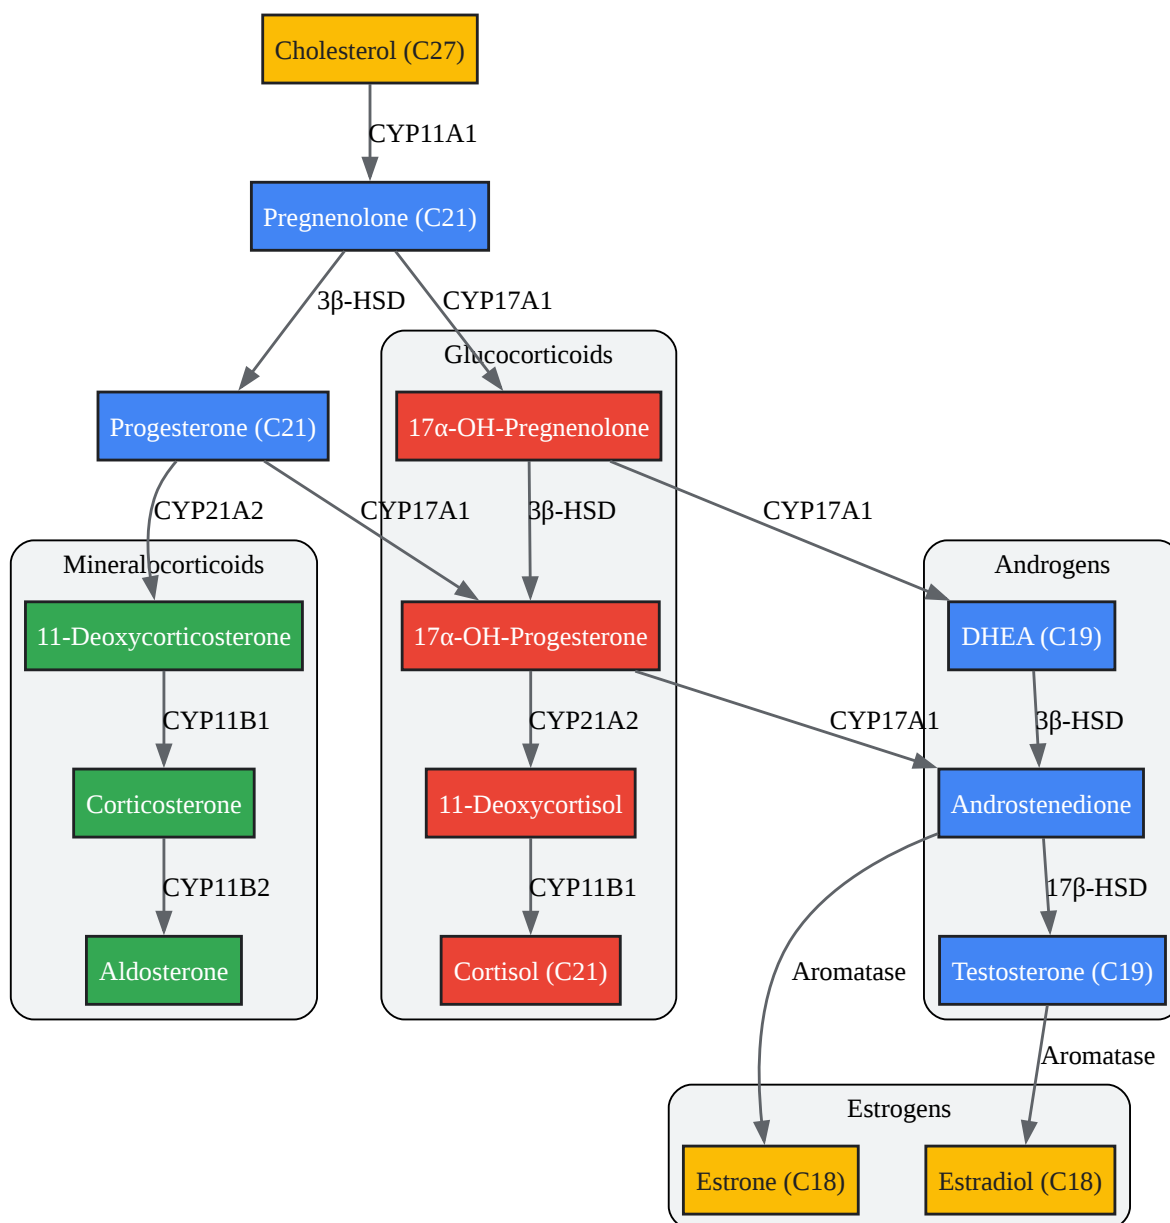 Cholesterol (C27)
CYP11A1
Pregnenolone (C21)
3β-HSD
CYP17A1
Glucocorticoids
Progesterone (C21)
17α-OH-Pregnenolone
CYP21A2
CYP17A1
3β-HSD
CYP17A1
Mineralocorticoids
Androgens
11-Deoxycorticosterone
17α-OH-Progesterone
DHEA (C19)
CYP11B1
CYP21A2
CYP17A1
3β-HSD
Corticosterone
11-Deoxycortisol
Androstenedione
CYP11B2
CYP11B1
17β-HSD
Aldosterone
Cortisol (C21)
Aromatase
Testosterone (C19)
Aromatase
Estrogens
Estrone (C18)
Estradiol (C18)